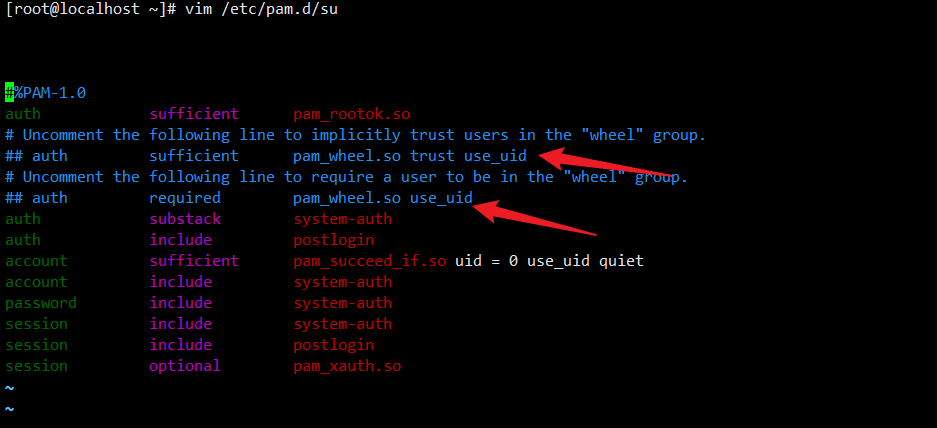 [root@localhost ~]# vim /etc/pam.d/su
#%PAM-1.0
auth            sufficient      pam_rootok.so
# Uncomment the following line to implicitly trust users in the "wheel" group.
## auth         sufficient      pam_wheel.so trust use_uid
# Uncomment the following line to require a user to be in the "wheel" group.
## auth         required        pam_wheel.so use_uid
auth            substack        system-auth
auth            include         postlogin
account         sufficient      pam_succeed_if.so uid = 0 use_uid quiet
account         include         system-auth
password        include         system-auth
session         include         system-auth
session         include         postlogin
session         optional        pam_xauth.so
~
~